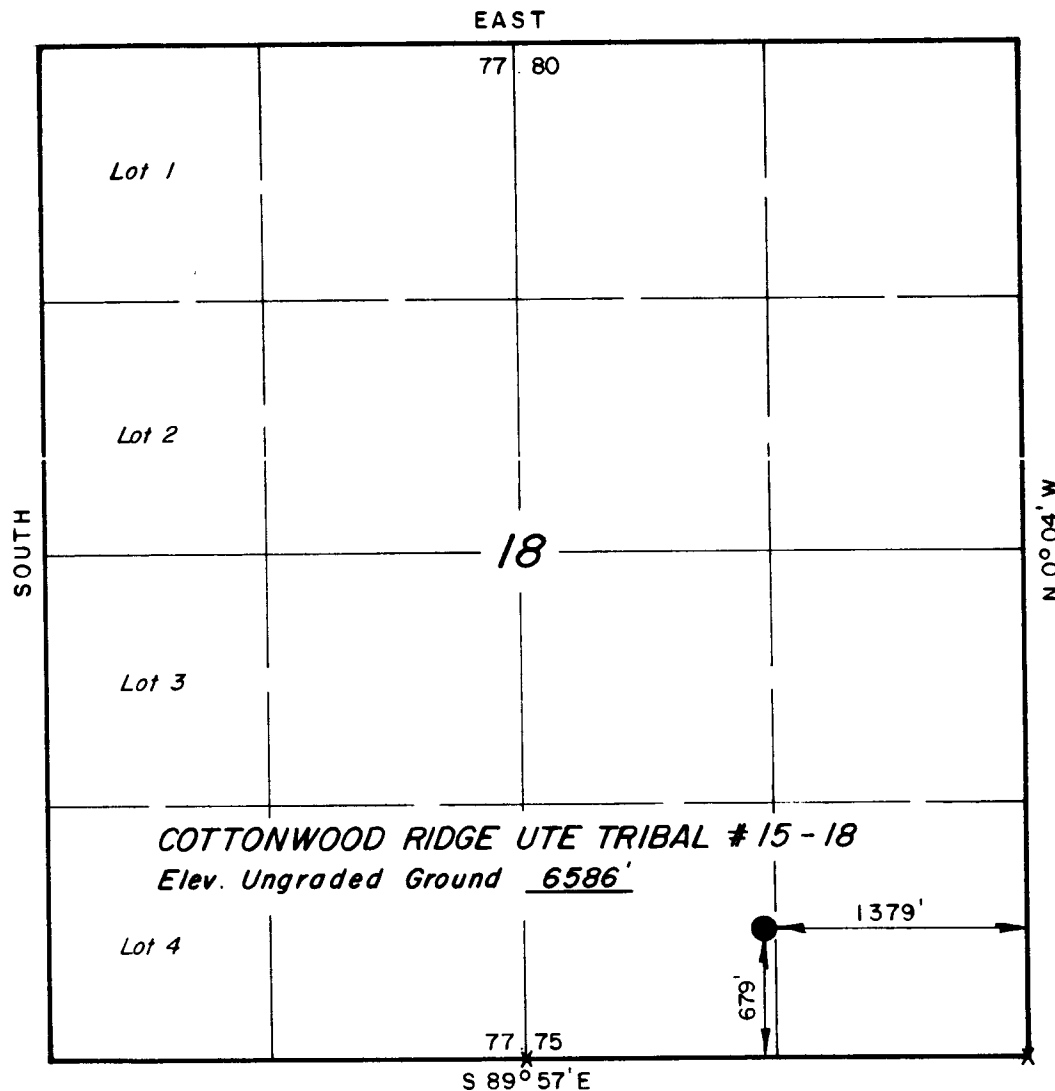 EAST
77 80
Lot 1
Lot 2
SOUTH
18
N 0° 04' W
Lot 3
COTTONWOOD RIDGE UTE TRIBAL # 15 - 18
Elev. Ungraded Ground 6586'
1379'
Lot 4
679'
77 75
S 89° 57' E